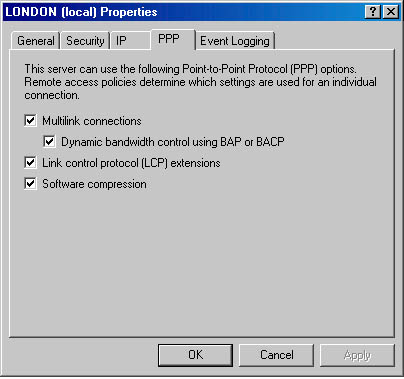 LONDON (local) Properties
General Security IP PPP Event Logging
This server can use the following Point-to-Point Protocol (PPP) options.
Remote access policies determine which settings are used for an individual
connection.
Multilink connections
Dynamic bandwidth control using BAP or BACP
Link control protocol (LCP) extensions
Software compression
OK Cancel Apply